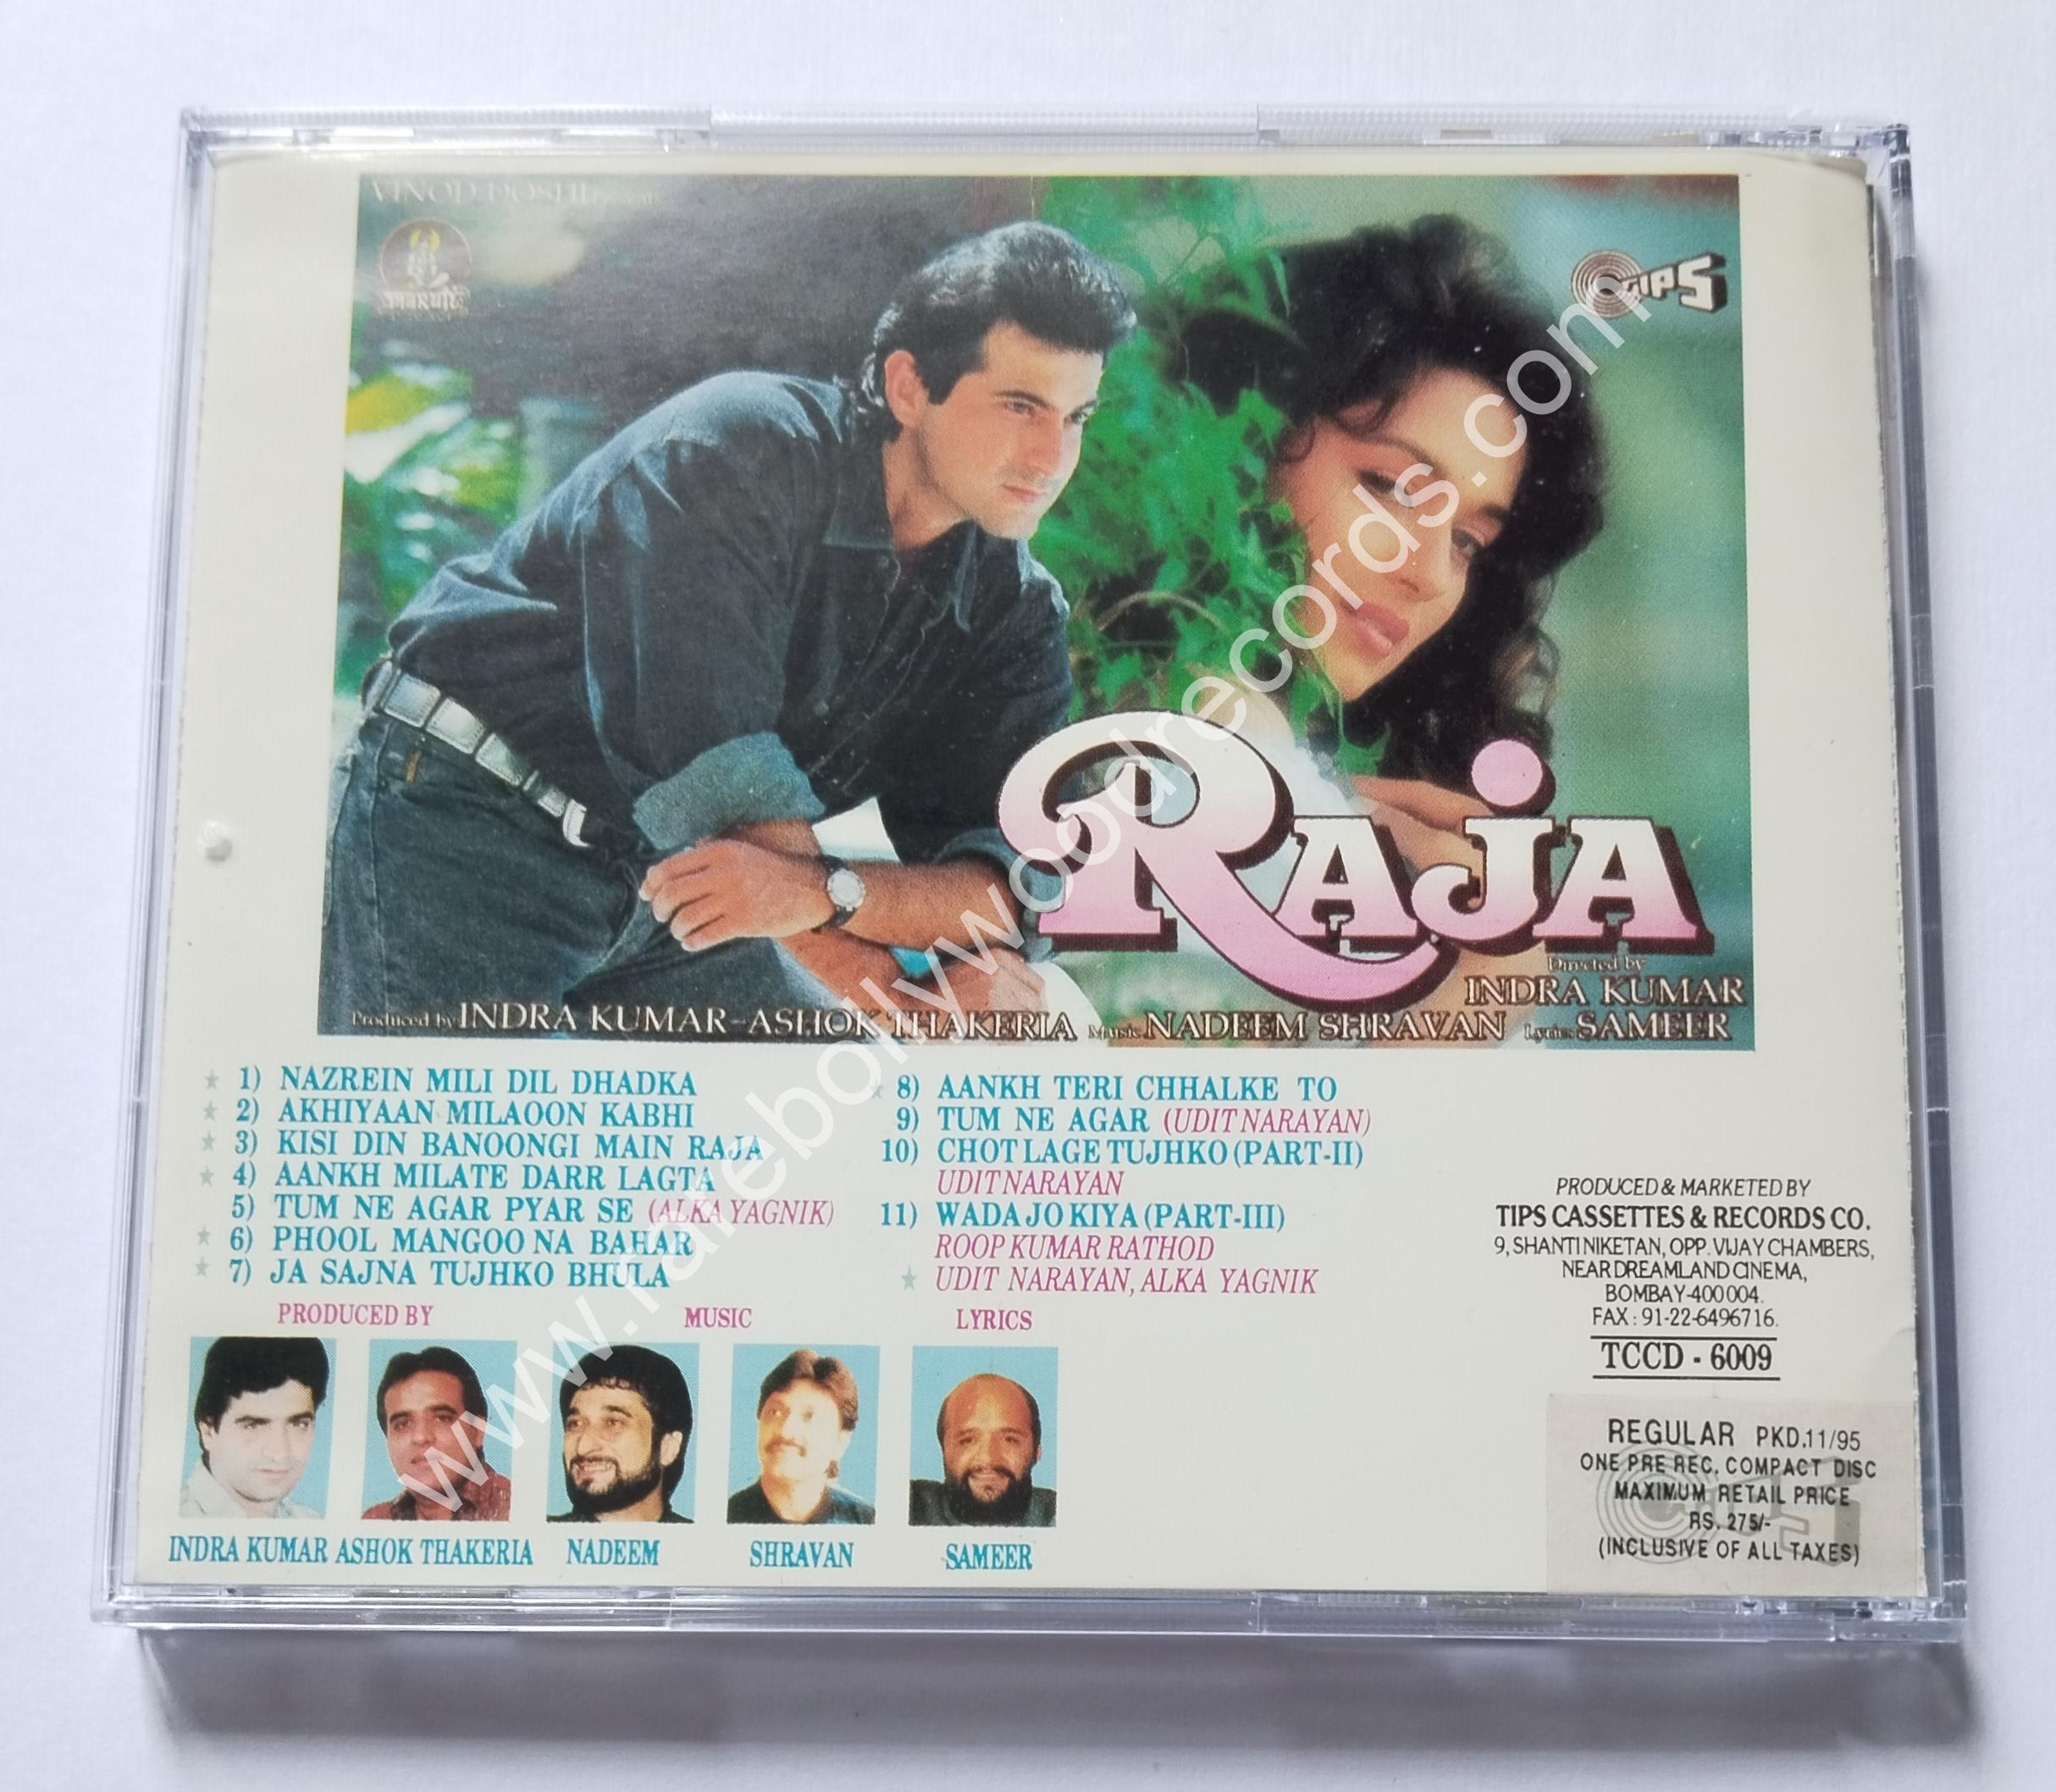 VINOD DOSHI
TIPS
RAJA
Directed by
INDRA KUMAR
Produced by INDRA KUMAR-ASHOK THAKERIA Music NADEEM SHRAVAN Lyrics SAMEER
★ 1) NAZREIN MILI DIL DHADKA
★ 2) AKHIYAAN MILAOON KABHI
★ 3) KISI DIN BANOONGI MAIN RAJA
★ 4) AANKH MILATE DARR LAGTA
5) TUM NE AGAR PYAR SE (ALKA YAGNIK)
★ 6) PHOOL MANGOO NA BAHAR
★ 7) JA SAJNA TUJHKO BHULA
★ 8) AANKH TERI CHHALKE TO
9) TUM NE AGAR (UDIT NARAYAN)
10) CHOT LAGE TUJHKO (PART-II)
UDIT NARAYAN
11) WADA JO KIYA (PART-III)
ROOP KUMAR RATHOD
★ UDIT NARAYAN, ALKA YAGNIK
PRODUCED & MARKETED BY
TIPS CASSETTES & RECORDS CO.
9, SHANTINIKETAN, OPP. VIJAY CHAMBERS,
NEAR DREAMLAND CINEMA,
BOMBAY-400 004.
FAX : 91-22-6496716.
TCCD - 6009
PRODUCED BY MUSIC LYRICS
INDRA KUMAR ASHOK THAKERIA NADEEM SHRAVAN SAMEER
REGULAR PKD.11/95
ONE PRE REC. COMPACT DISC
MAXIMUM RETAIL PRICE
RS. 275/-
(INCLUSIVE OF ALL TAXES)
www.rarebollywoodrecords.com